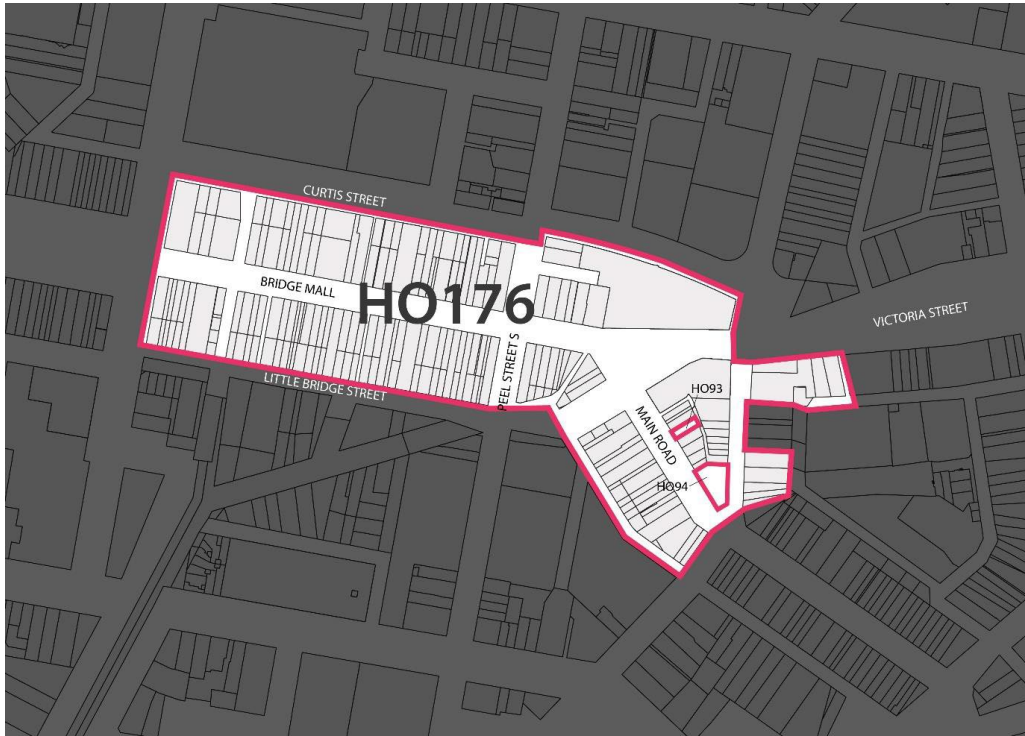 CURTIS STREET
BRIDGE MALL
HO176
VICTORIA STREET
PEEL STREET S
LITTLE BRIDGE STREET
HO93
MAIN ROAD
HO94